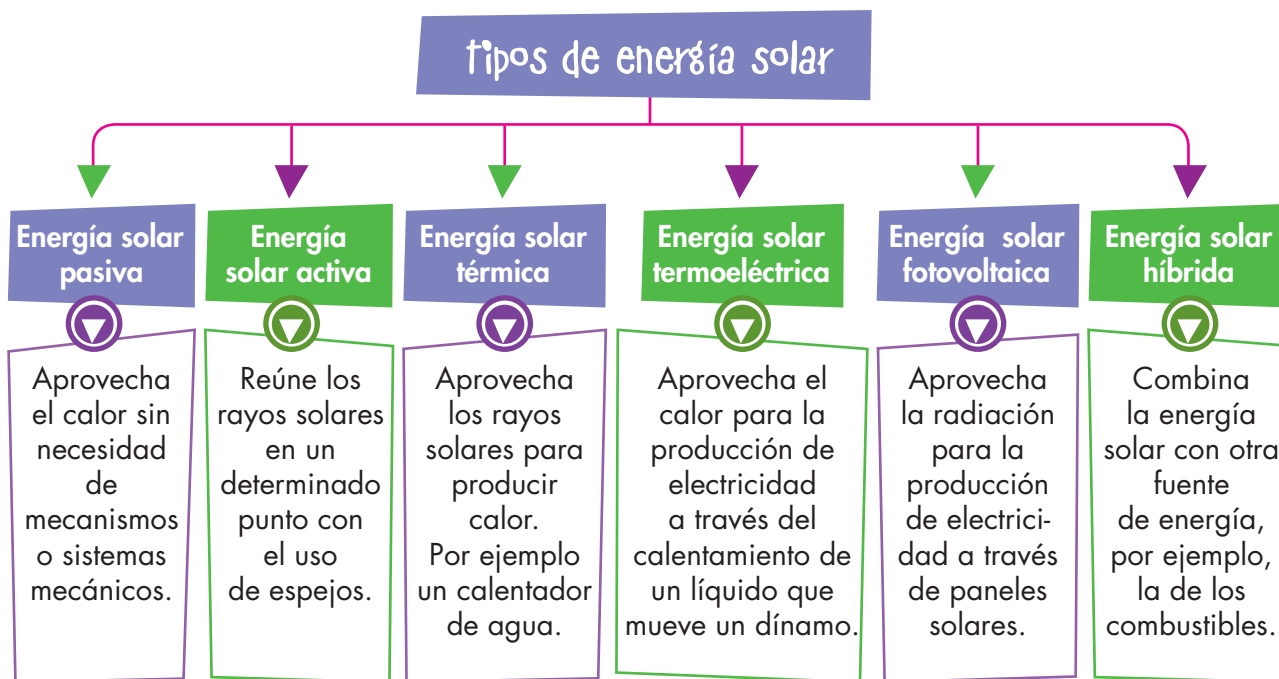 tipos de energía solar
Energía solar
pasiva
Aprovecha
el calor sin
necesidad
de
mecanismos
o sistemas
mecánicos.
Energía
solar activa
Reúne los
rayos solares
en un
determinado
punto con
el uso
de espejos.
Energía solar
térmica
Aprovecha
los rayos
solares para
producir
calor.
Por ejemplo
un calentador
de agua.
Energía solar
termoeléctrica
Aprovecha el
calor para la
producción de
electricidad
a través del
calentamiento de
un líquido que
mueve un dínamo.
Energía solar
fotovoltaica
Aprovecha
la radiación
para la
producción
de electrici-
dad a través
de paneles
solares.
Energía solar
híbrida
Combina
la energía
solar con otra
fuente
de energía,
por ejemplo,
la de los
combustibles.